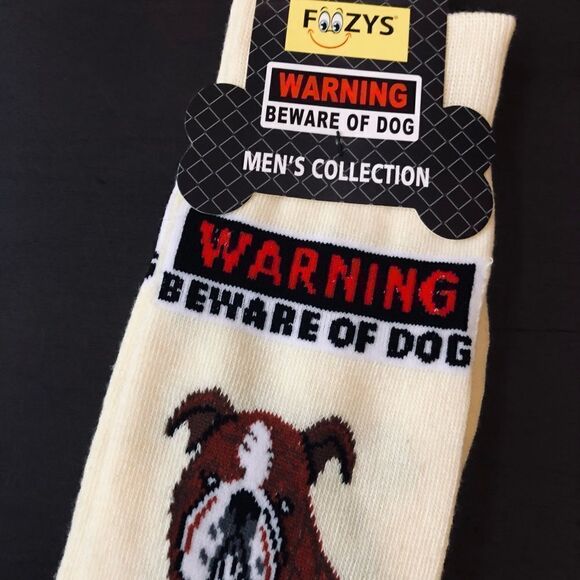 FOOZYS
WARNING
BEWARE OF DOG
MEN'S COLLECTION
WARNING
BEWARE OF DOG